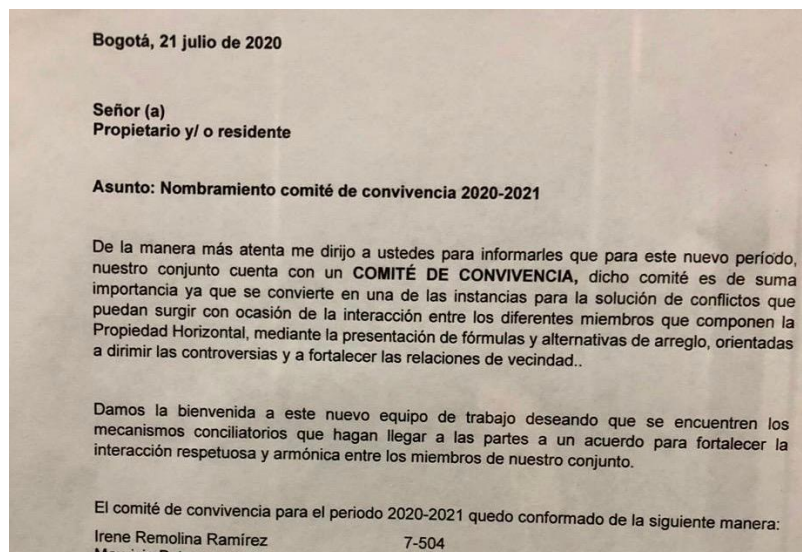 Bogotá, 21 julio de 2020
Señor (a)
Propietario y/ o residente
Asunto: Nombramiento comité de convivencia 2020-2021
De la manera más atenta me dirijo a ustedes para informarles que para este nuevo período,
nuestro conjunto cuenta con un COMITÉ DE CONVIVENCIA, dicho comité es de suma
importancia ya que se convierte en una de las instancias para la solución de conflictos que
puedan surgir con ocasión de la interacción entre los diferentes miembros que componen la
Propiedad Horizontal, mediante la presentación de fórmulas y alternativas de arreglo, orientadas
a dirimir las controversias y a fortalecer las relaciones de vecindad..
Damos la bienvenida a este nuevo equipo de trabajo deseando que se encuentren los
mecanismos conciliatorios que hagan llegar a las partes a un acuerdo para fortalecer la
interacción respetuosa y armónica entre los miembros de nuestro conjunto.
El comité de convivencia para el periodo 2020-2021 quedo conformado de la siguiente manera:
Irene Remolina Ramírez 7-504